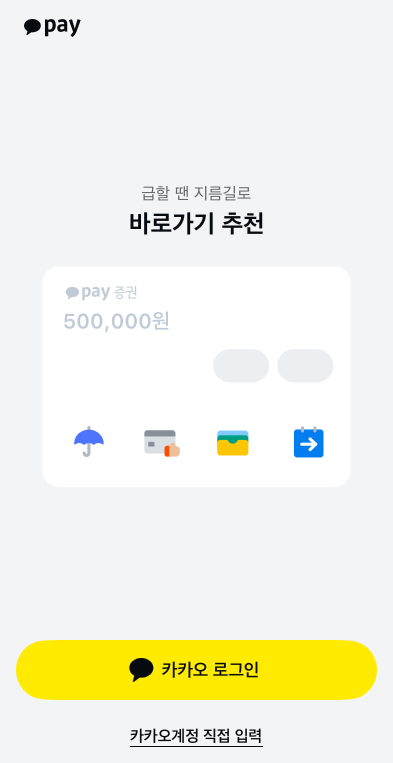 pay
급할 땐 지름길로
바로가기 추천
pay 증권
500,000원
카카오 로그인
카카오계정 직접 입력